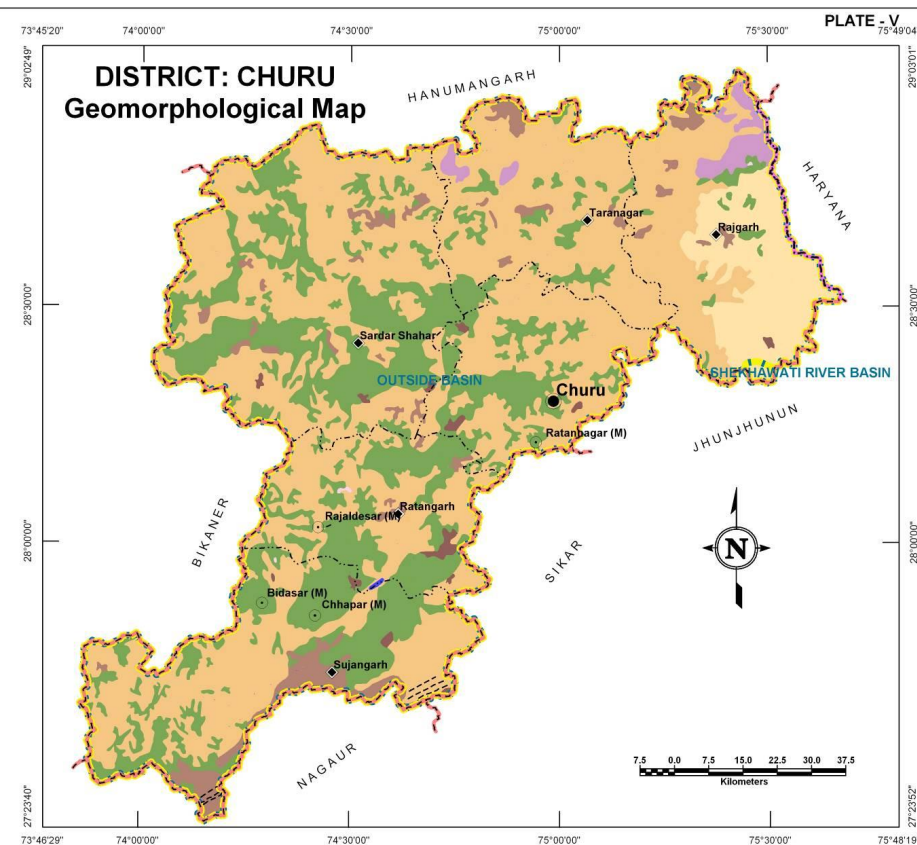 PLATE - V
73°45'20"
74°00'00"
74°30'00"
75°00'00"
75°30'00"
75°49'04"
29°02'49"
29°03'01"
DISTRICT: CHURU
Geomorphological Map
HANUMANGARH
HARYANA
Taranagar
Rajgarh
28°30'00"
28°30'00"
Sardar Shahar
OUTSIDE BASIN
SHEKHAWATI RIVER BASIN
Churu
Ratannagar (M)
JHUNJHUNUN
BIKANER
Ratangarh
Rajaldesar (M)
28°00'00"
28°00'00"
N
SIKAR
Bidasar (M)
Chhapar (M)
Sujangarh
NAGAUR
7.5 0.0 7.5 15.0 22.5 30.0 37.5
Kilometers
27°23'40"
27°23'52"
73°46'29"
74°00'00"
74°30'00"
75°00'00"
75°30'00"
75°48'19"